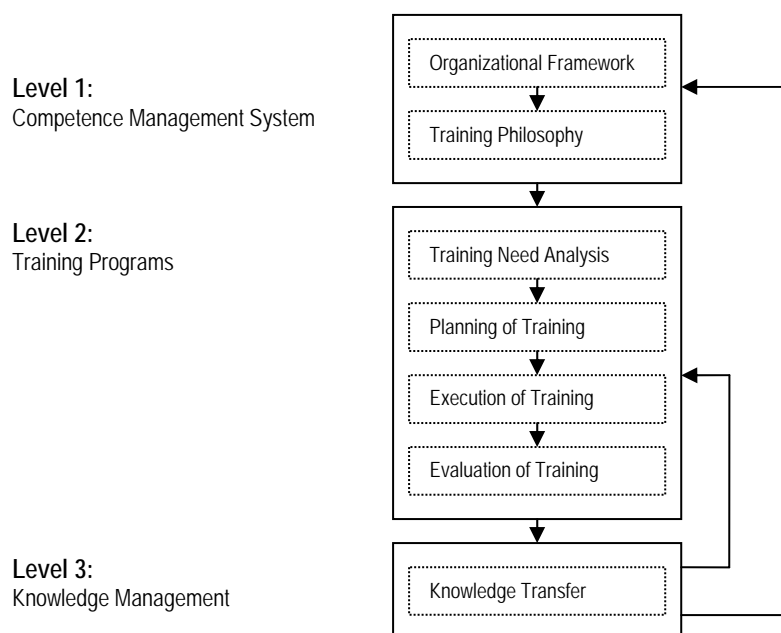 Level 1:
Competence Management System
Organizational Framework
Training Philosophy
Level 2:
Training Programs
Training Need Analysis
Planning of Training
Execution of Training
Evaluation of Training
Level 3:
Knowledge Management
Knowledge Transfer